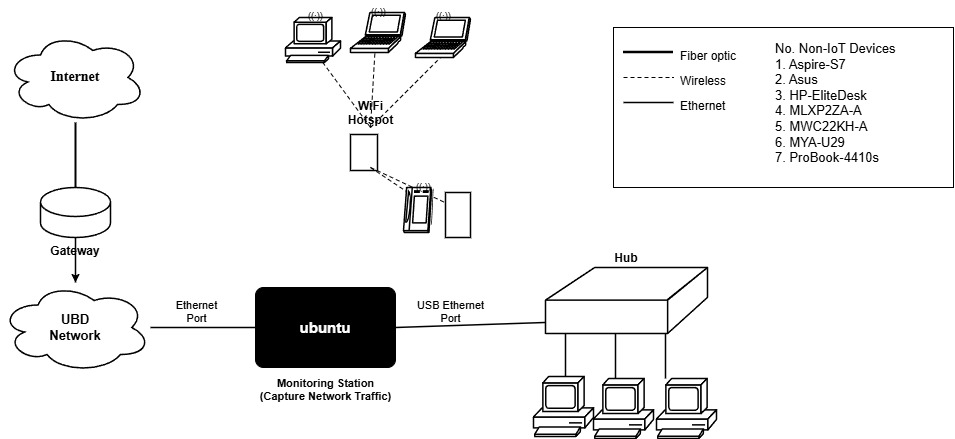 Internet
WiFi
Hotspot
Fiber optic
Wireless
Ethernet
No. Non-IoT Devices
1. Aspire-S7
2. Asus
3. HP-EliteDesk
4. MLXP2ZA-A
5. MWC22KH-A
6. MYA-U29
7. ProBook-4410s
Gateway
UBD
Network
Ethernet
Port
ubuntu
Monitoring Station
(Capture Network Traffic)
USB Ethernet
Port
Hub